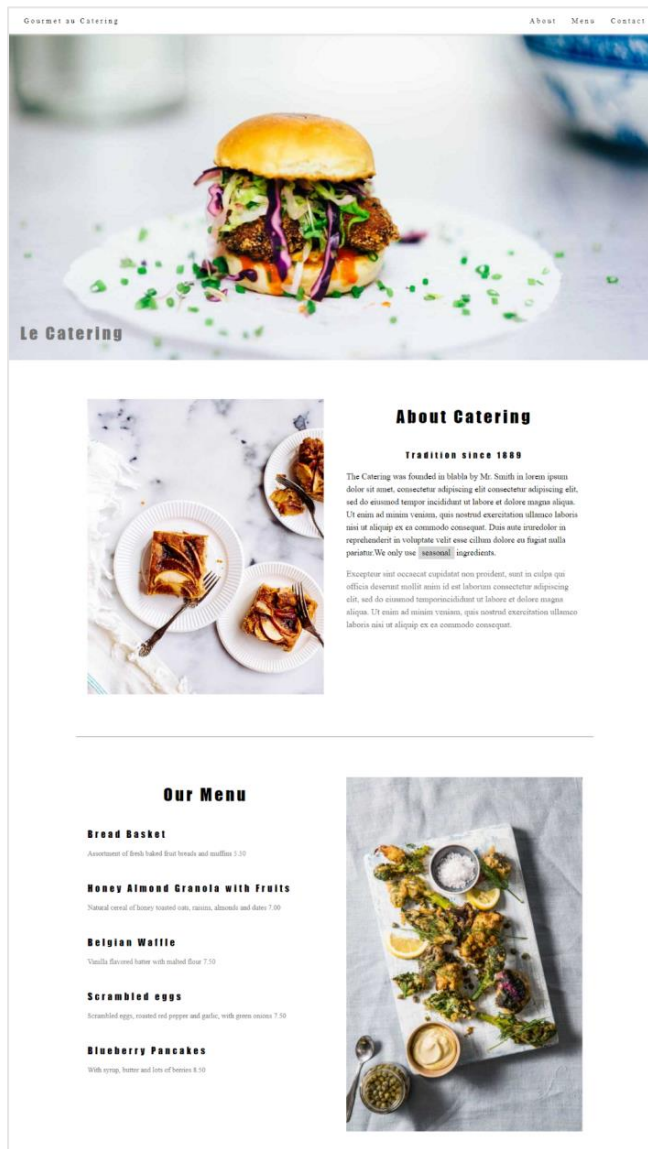 Gourmet au Catering
About Menu Contact
Le Catering
About Catering
Tradition since 1889
The Catering was founded in blabla by Mr. Smith in lorem ipsum
dolor sit amet, consectetur adipiscing elit consectetur adipiscing elit,
sed do eiusmod tempor incididunt ut labore et dolore magna aliqua.
Ut enim ad minim veniam, quis nostrud exercitation ullamco laboris
nisi ut aliquip ex ea commodo consequat. Duis aute iruredolor in
reprehenderit in voluptate velit esse cillum dolore eu fugiat nulla
pariatur.We only use seasonal ingredients.
Excepteur sint occaecat cupidatat non proident, sunt in culpa qui
officia deserunt mollit anim id est laborum consectetur adipiscing
elit, sed do eiusmod temporincididunt ut labore et dolore magna
aliqua. Ut enim ad minim veniam, quis nostrud exercitation ullamco
laboris nisi ut aliquip ex ea commodo consequat.
Our Menu
Bread Basket
Assortment of fresh baked fruit breads and muffins 5.50
Honey Almond Granola with Fruits
Natural cereal of honey toasted oats, raisins, almonds and dates 7.00
Belgian Waffle
Vanilla flavored batter with malted flour 7.50
Scrambled eggs
Scrambled eggs, roasted red pepper and garlic, with green onions 7.50
Blueberry Pancakes
With syrup, butter and lots of berries 8.50